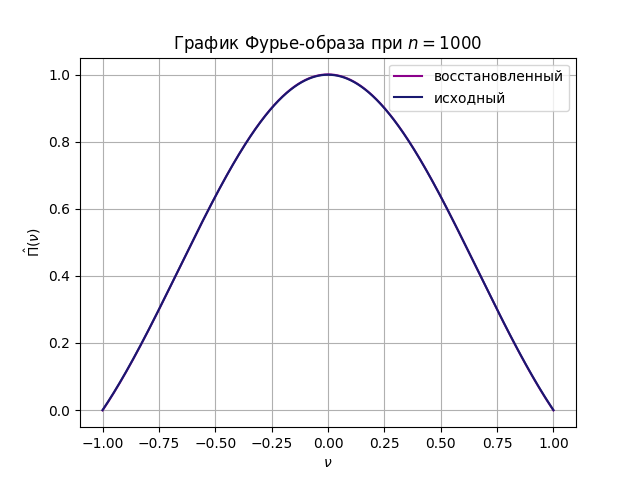 График Фурье-образа при n = 1000
восстановленный
исходный
1.0
0.8
0.6
0.4
0.2
0.0
Π̂(ν)
−1.00 −0.75 −0.50 −0.25 0.00 0.25 0.50 0.75 1.00
ν